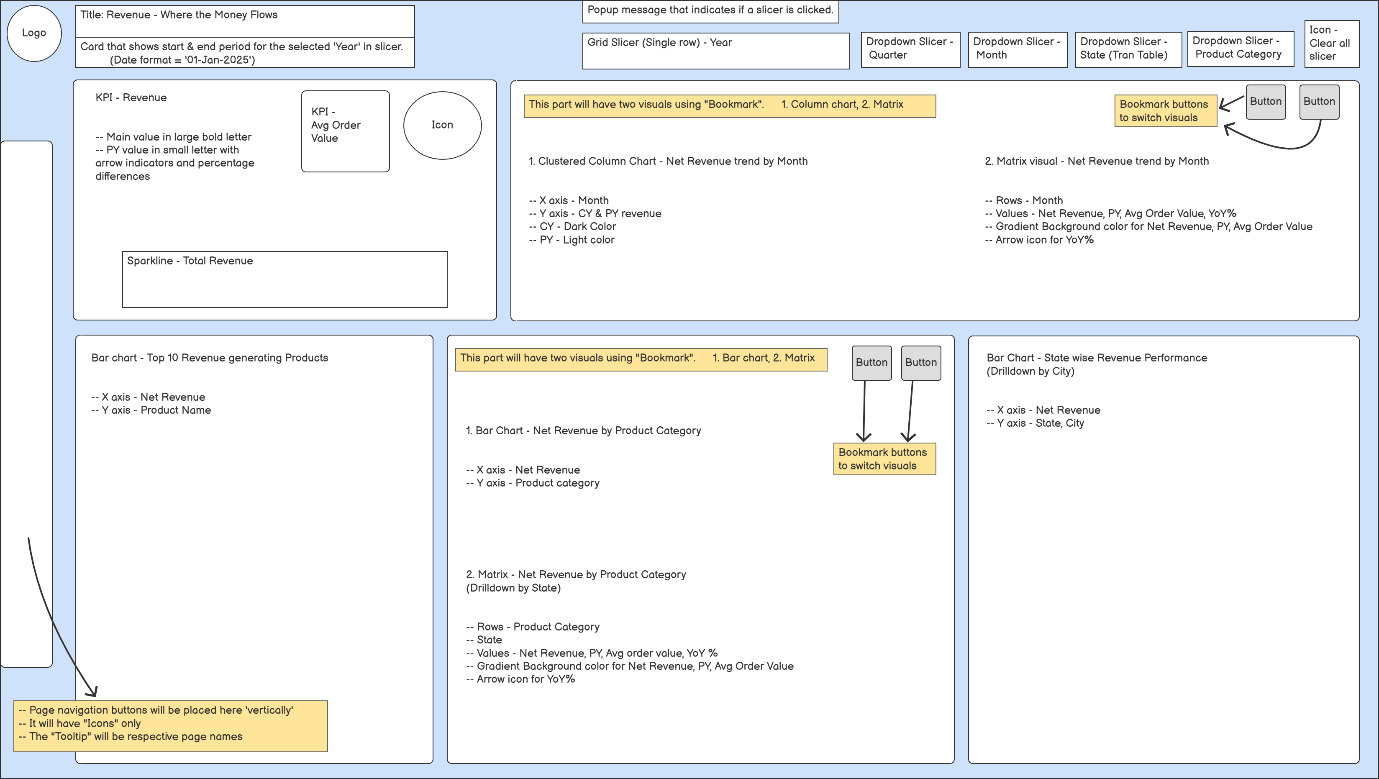 Logo
Title: Revenue - Where the Money Flows
Card that shows start & end period for the selected 'Year' in slicer.
(Date format = '01-Jan-2025')
Popup message that indicates if a slicer is clicked.
Grid Slicer (Single row) - Year
Dropdown Slicer -
Quarter
Dropdown Slicer -
Month
Dropdown Slicer -
State (Tran Table)
Dropdown Slicer -
Product Category
Icon -
Clear all
slicer
KPI - Revenue
-- Main value in large bold letter
-- PY value in small letter with
arrow indicators and percentage
differences
KPI -
Avg Order
Value
Icon
Sparkline - Total Revenue
This part will have two visuals using "Bookmark". 1. Column chart, 2. Matrix
Bookmark buttons
to switch visuals
Button
Button
1. Clustered Column Chart - Net Revenue trend by Month
-- X axis - Month
-- Y axis - CY & PY revenue
-- CY - Dark Color
-- PY - Light color
2. Matrix visual - Net Revenue trend by Month
-- Rows - Month
-- Values - Net Revenue, PY, Avg Order Value, YoY%
-- Gradient Background color for Net Revenue, PY, Avg Order Value
-- Arrow icon for YoY%
Bar chart - Top 10 Revenue generating Products
-- X axis - Net Revenue
-- Y axis - Product Name
This part will have two visuals using "Bookmark". 1. Bar chart, 2. Matrix
Button
Button
Bookmark buttons
to switch visuals
1. Bar Chart - Net Revenue by Product Category
-- X axis - Net Revenue
-- Y axis - Product category
2. Matrix - Net Revenue by Product Category
(Drilldown by State)
-- Rows - Product Category
-- State
-- Values - Net Revenue, PY, Avg order value, YoY %
-- Gradient Background color for Net Revenue, PY, Avg Order Value
-- Arrow icon for YoY%
Bar Chart - State wise Revenue Performance
(Drilldown by City)
-- X axis - Net Revenue
-- Y axis - State, City
-- Page navigation buttons will be placed here 'vertically'
-- It will have "Icons" only
-- The "Tooltip" will be respective page names